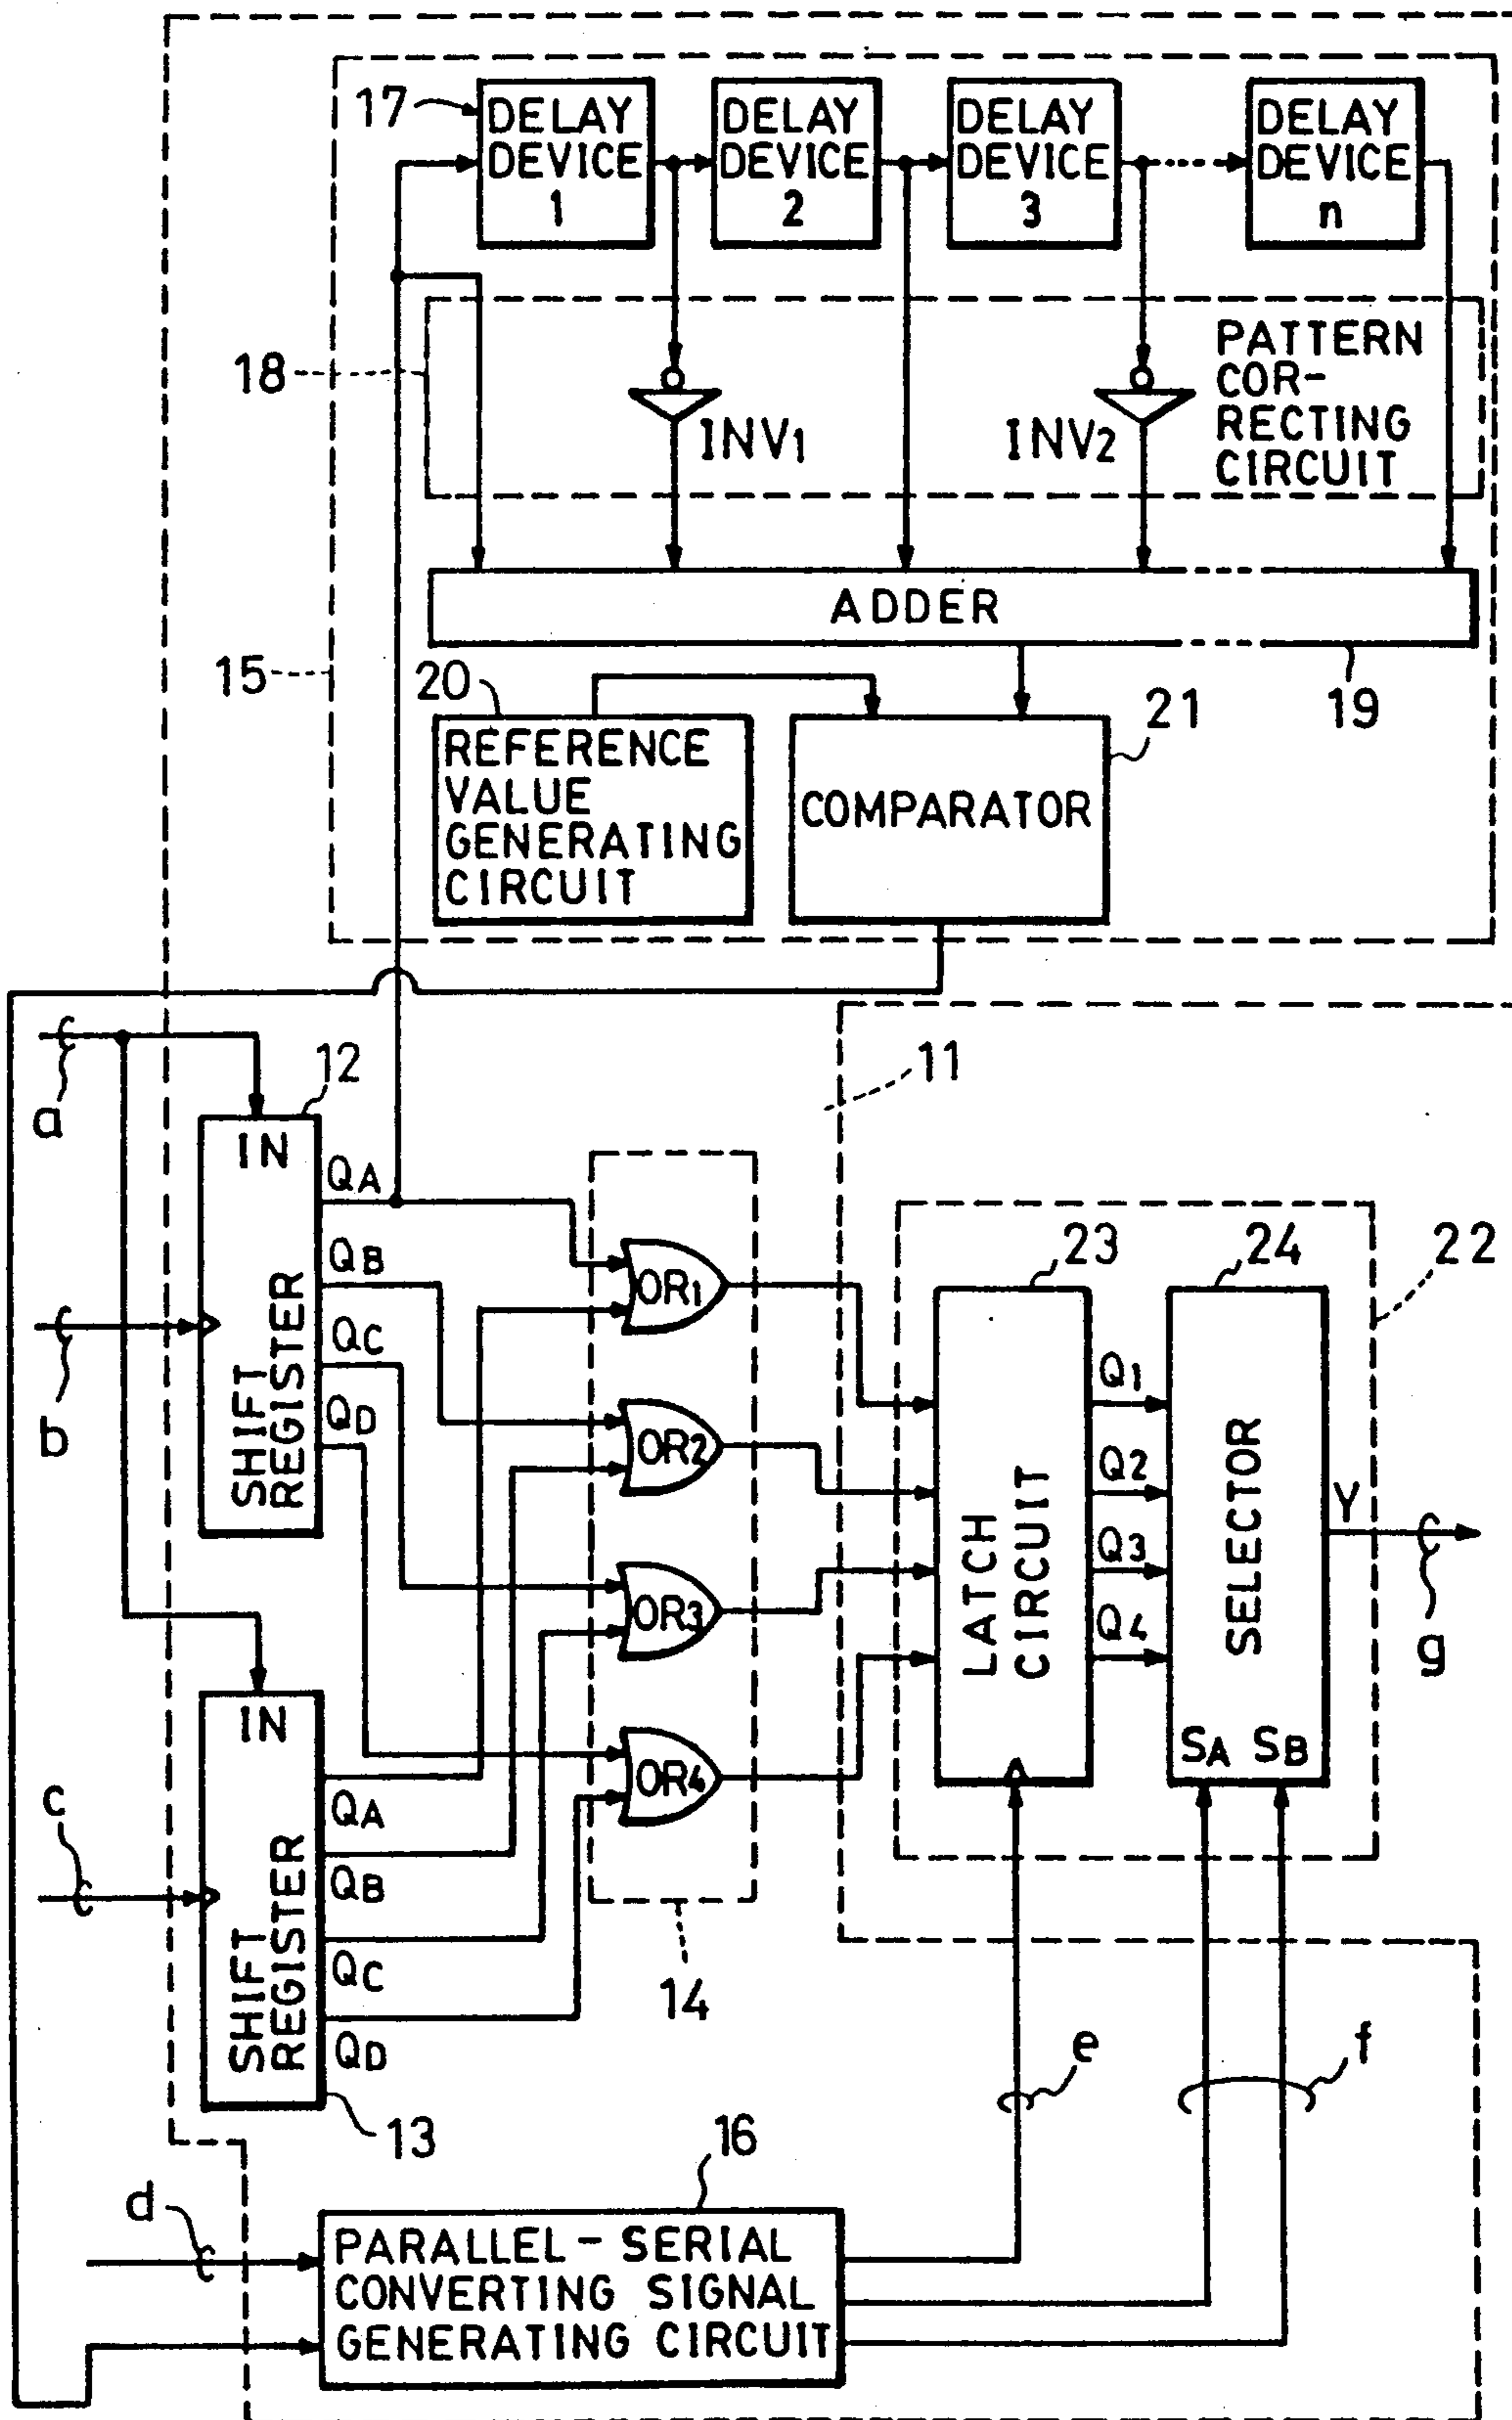 17
DELAY
DEVICE
1
DELAY
DEVICE
2
DELAY
DEVICE
3
DELAY
DEVICE
n
18
INV1
INV2
PATTERN
COR-
RECTING
CIRCUIT
ADDER
15
20
21
19
REFERENCE
VALUE
GENERATING
CIRCUIT
COMPARATOR
a
12
11
IN
QA
QB
QC
QD
SHIFT
REGISTER
b
OR1
OR2
OR3
OR4
23
24
22
LATCH
CIRCUIT
Q1
Q2
Q3
Q4
SELECTOR
Y
SA SB
g
IN
c
SHIFT
REGISTER
QA
QB
QC
QD
14
13
e
f
16
d
PARALLEL-SERIAL
CONVERTING SIGNAL
GENERATING CIRCUIT